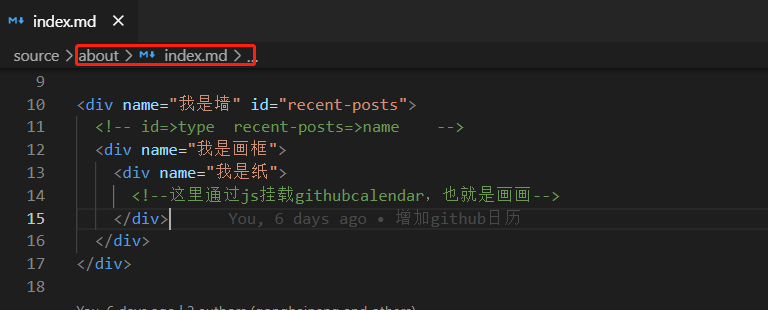 index.md ×
source > about > index.md > ...
9
10 <div name="我是墙" id="recent-posts">
11 <!-- id=>type  recent-posts=>name    -->
12 <div name="我是画框">
13 <div name="我是纸">
14 <!--这里通过js挂载githubcalendar，也就是画画-->
15 </div> You, 6 days ago • 增加github日历
16 </div>
17 </div>
18